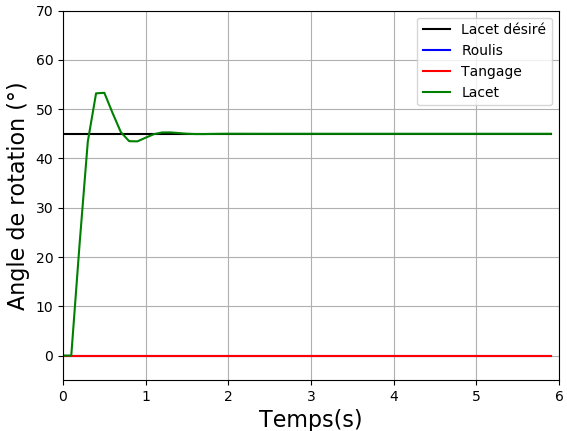 70
60
50
40
30
20
10
0
Angle de rotation (°)
Lacet désiré
Roulis
Tangage
Lacet
0 1 2 3 4 5 6
Temps(s)